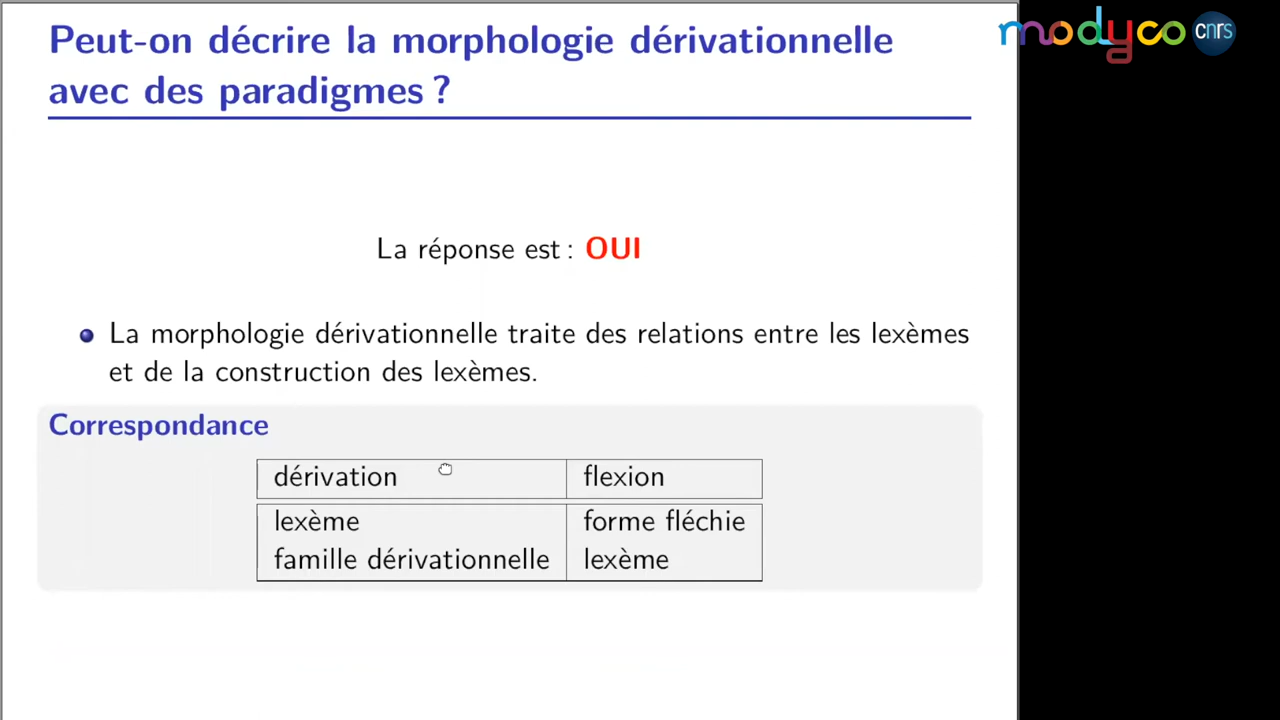 Peut-on décrire la morphologie dérivationnelle
avec des paradigmes ?
modyco
cnrs
La réponse est : OUI
La morphologie dérivationnelle traite des relations entre les lexèmes
et de la construction des lexèmes.
Correspondance
dérivation flexion
lexème forme fléchie
famille dérivationnelle lexème